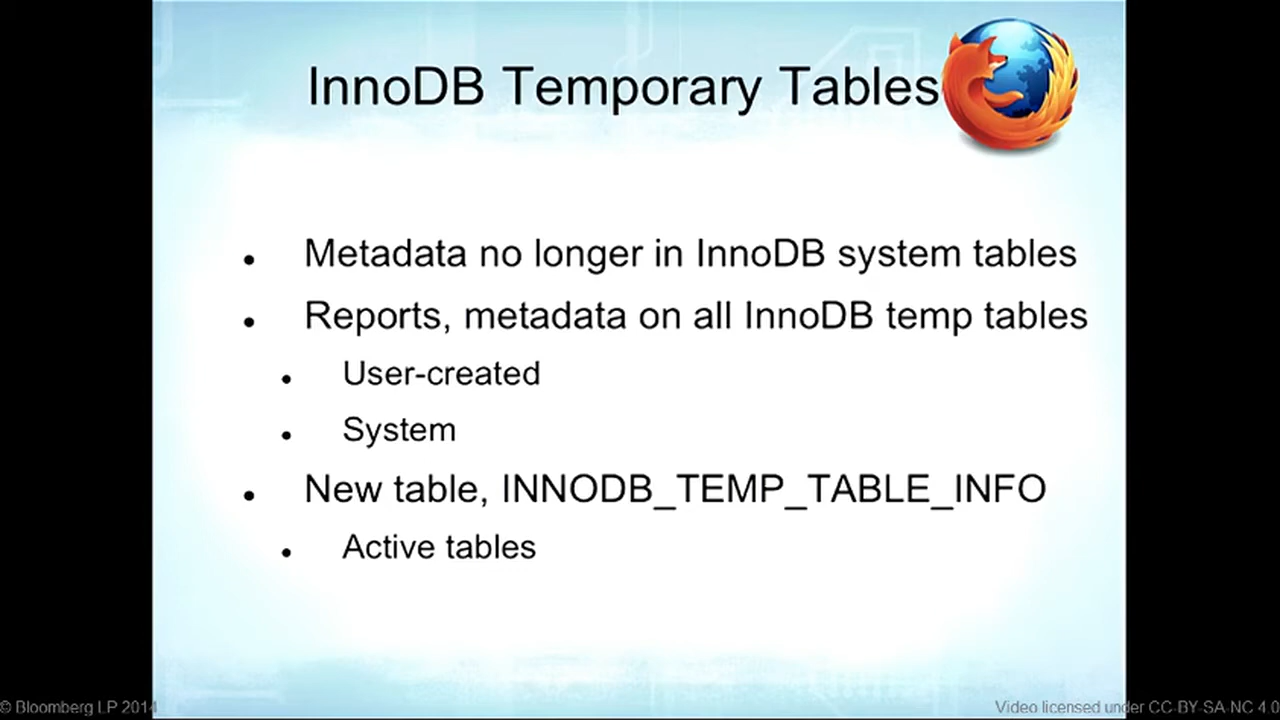 InnoDB Temporary Tables
• Metadata no longer in InnoDB system tables
• Reports, metadata on all InnoDB temp tables
• User-created
• System
• New table, INNODB_TEMP_TABLE_INFO
• Active tables
© Bloomberg LP 2014
Video licensed under CC-BY-SA-NC 4.0